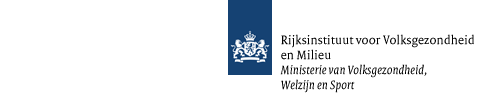 Rijksinstituut voor Volksgezondheid
en Milieu
Ministerie van Volksgezondheid,
Welzijn en Sport